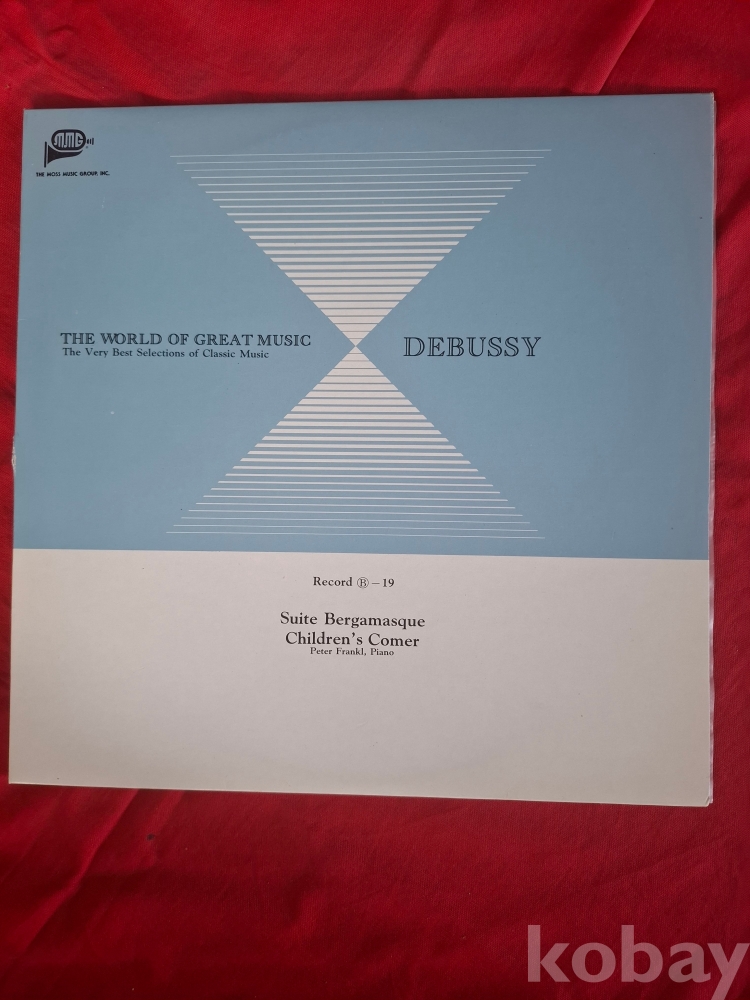 MMG
THE MOSS MUSIC GROUP, INC.
THE WORLD OF GREAT MUSIC
The Very Best Selections of Classic Music
DEBUSSY
Record Ⓑ – 19
Suite Bergamasque
Children's Comer
Peter Frankl, Piano
kobay